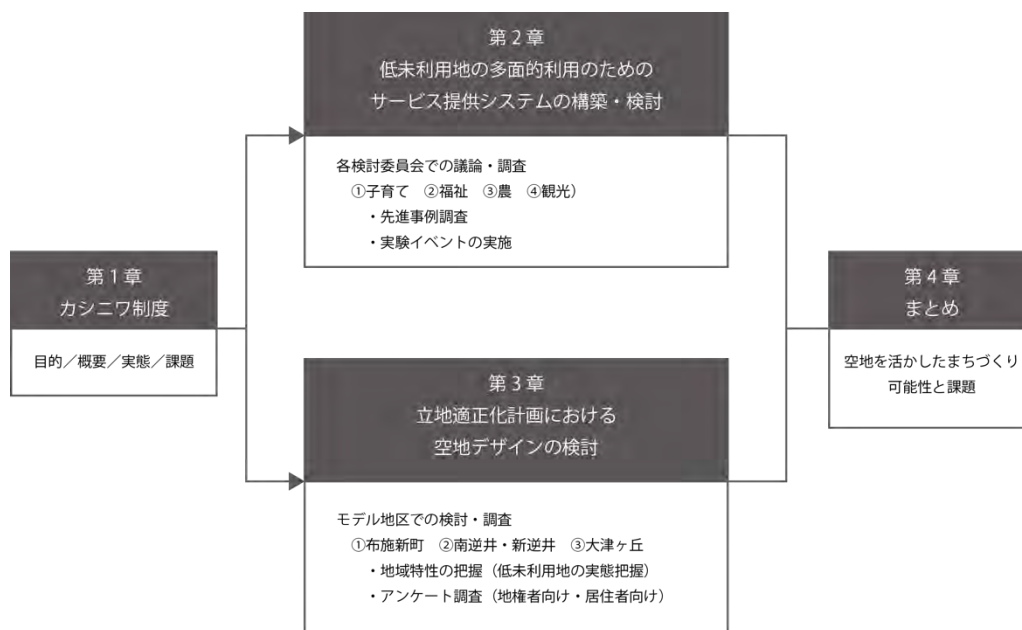 第1章
カシニワ制度
目的／概要／実態／課題
第2章
低未利用地の多面的利用のための
サービス提供システムの構築・検討
各検討委員会での議論・調査
①子育て ②福祉 ③農 ④観光）
・先進事例調査
・実験イベントの実施
第3章
立地適正化計画における
空地デザインの検討
モデル地区での検討・調査
①布施新町 ②南逆井・新逆井 ③大津ヶ丘
・地域特性の把握（低未利用地の実態把握）
・アンケート調査（地権者向け・居住者向け）
第4章
まとめ
空地を活かしたまちづくり
可能性と課題